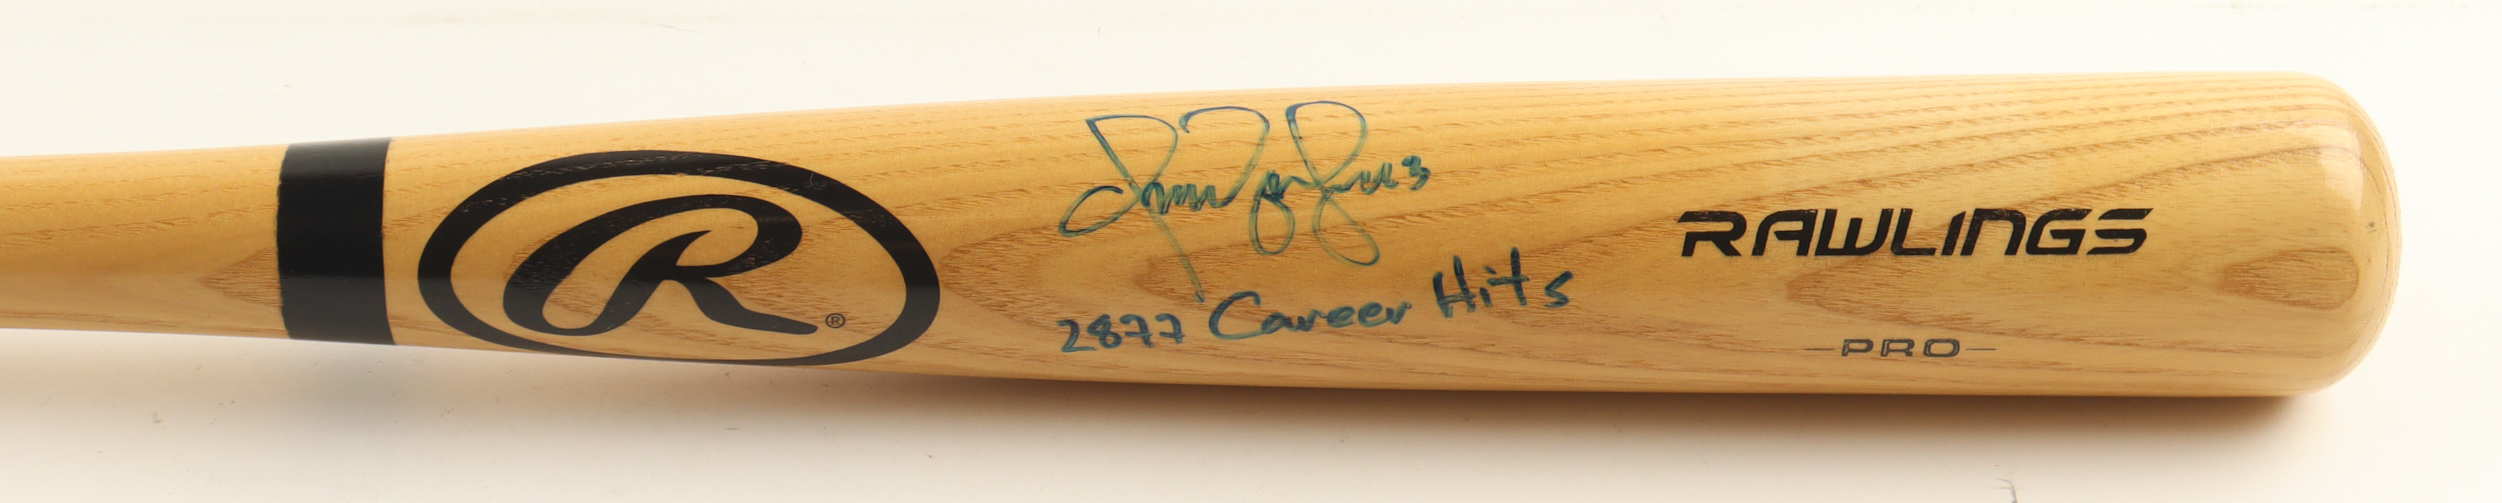 R®
2877 Career Hits
RAWLINGS
PRO